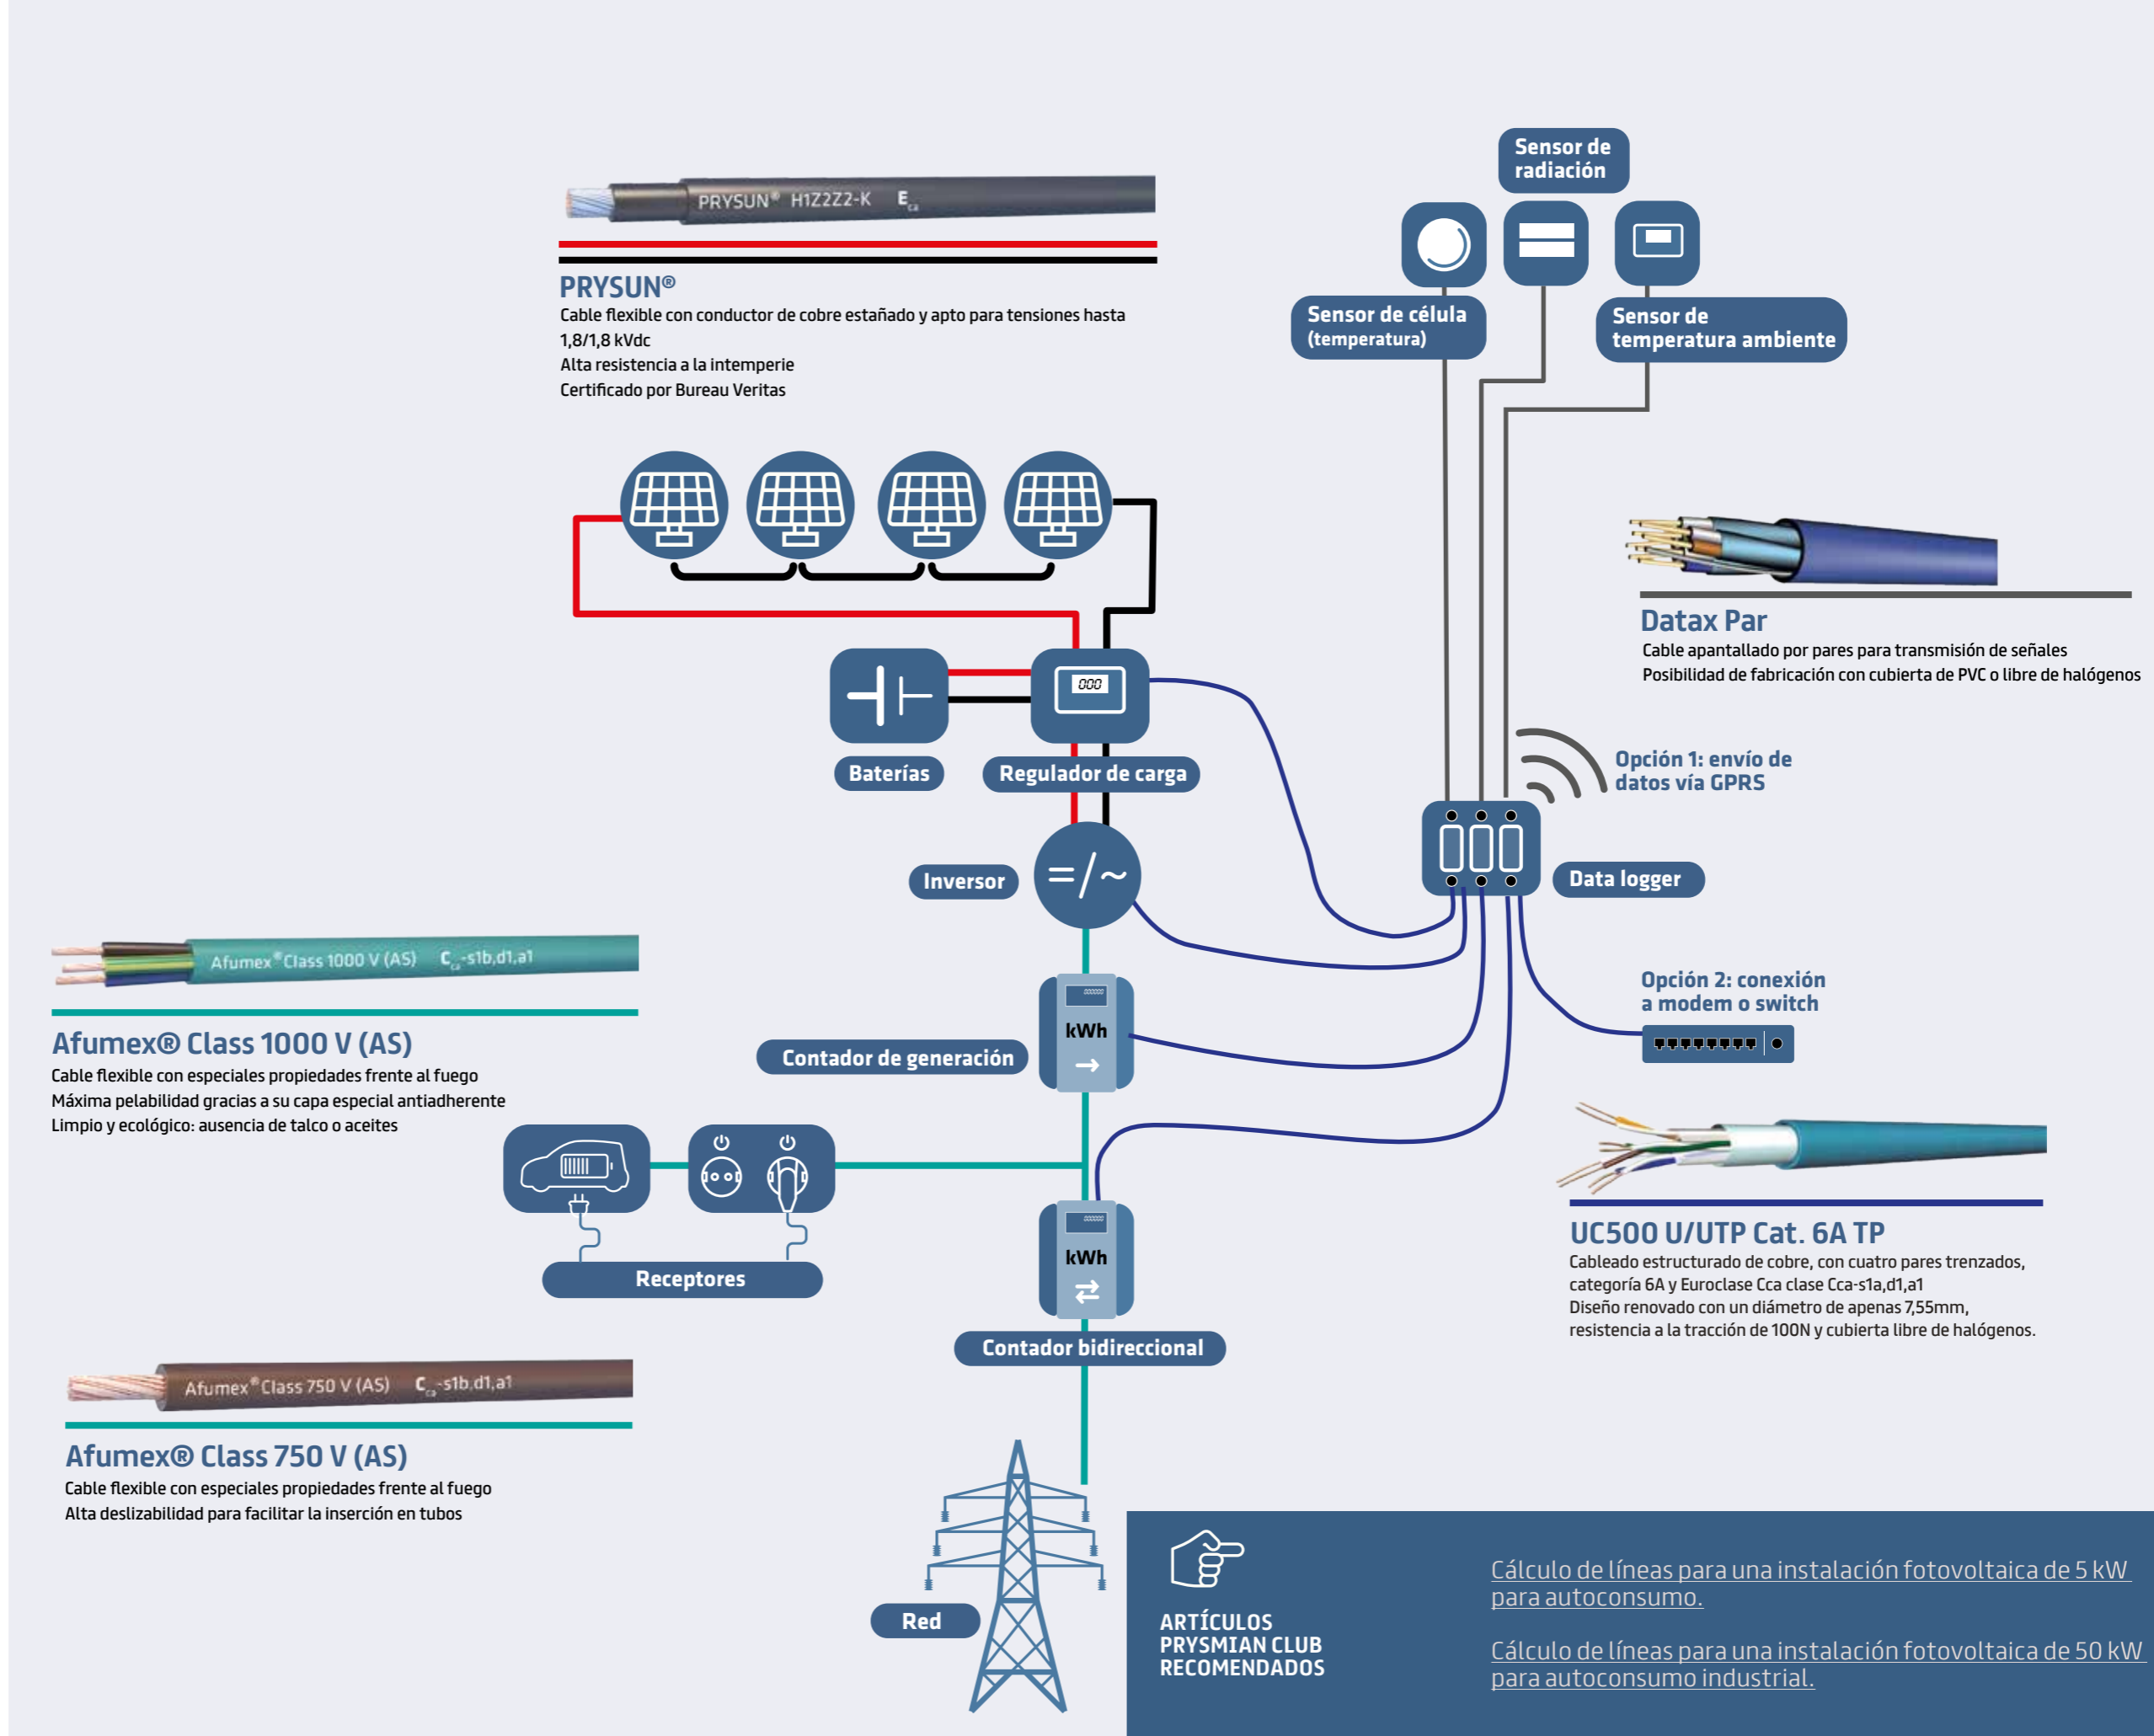 Sensor de
radiación
PRYSUN® H1Z2Z2-K Eca
PRYSUN®
Cable flexible con conductor de cobre estañado y apto para tensiones hasta
1,8/1,8 kVdc
Alta resistencia a la intemperie
Certificado por Bureau Veritas
Sensor de célula
(temperatura)
Sensor de
temperatura ambiente
Datax Par
Cable apantallado por pares para transmisión de señales
Posibilidad de fabricación con cubierta de PVC o libre de halógenos
000
Baterías
Regulador de carga
Opción 1: envío de
datos vía GPRS
Inversor
=/~
Data logger
Afumex® Class 1000 V (AS) Cca-s1b,d1,a1
Afumex® Class 1000 V (AS)
Cable flexible con especiales propiedades frente al fuego
Máxima pelabilidad gracias a su capa especial antiadherente
Limpio y ecológico: ausencia de talco o aceites
000000
kWh
Contador de generación
Opción 2: conexión
a modem o switch
Receptores
000000
kWh
Contador bidireccional
UC500 U/UTP Cat. 6A TP
Cableado estructurado de cobre, con cuatro pares trenzados,
categoría 6A y Euroclase Cca clase Cca-s1a,d1,a1
Diseño renovado con un diámetro de apenas 7,55mm,
resistencia a la tracción de 100N y cubierta libre de halógenos.
Afumex® Class 750 V (AS) Cca-s1b,d1,a1
Afumex® Class 750 V (AS)
Cable flexible con especiales propiedades frente al fuego
Alta deslizabilidad para facilitar la inserción en tubos
Red
ARTÍCULOS
PRYSMIAN CLUB
RECOMENDADOS
Cálculo de líneas para una instalación fotovoltaica de 5 kW
para autoconsumo.
Cálculo de líneas para una instalación fotovoltaica de 50 kW
para autoconsumo industrial.